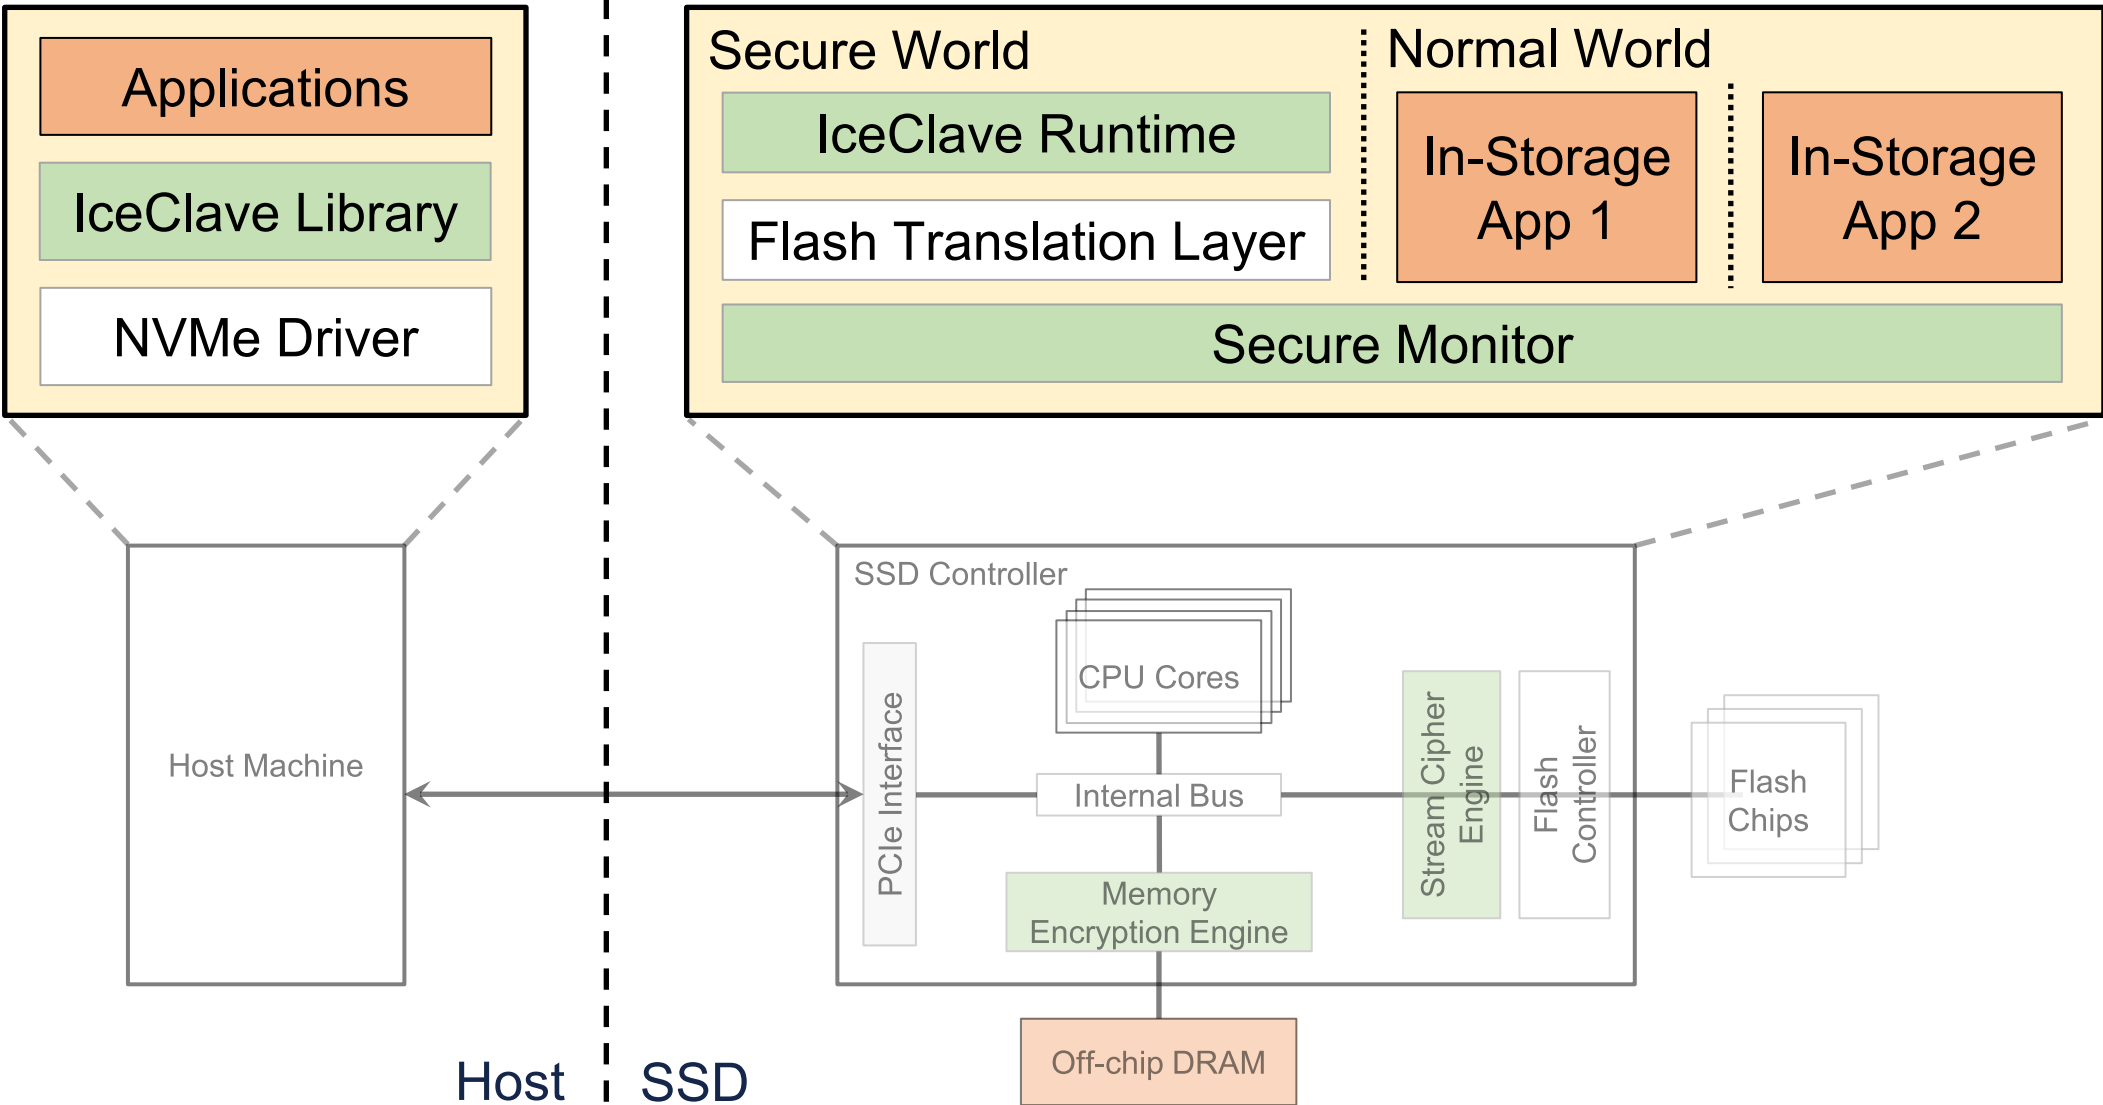 Applications
IceClave Library
NVMe Driver
Secure World
Normal World
IceClave Runtime
Flash Translation Layer
In-Storage
App 1
In-Storage
App 2
Secure Monitor
Host Machine
SSD Controller
PCIe Interface
CPU Cores
Internal Bus
Memory
Encryption Engine
Stream Cipher
Engine
Flash
Controller
Flash
Chips
Off-chip DRAM
Host
SSD